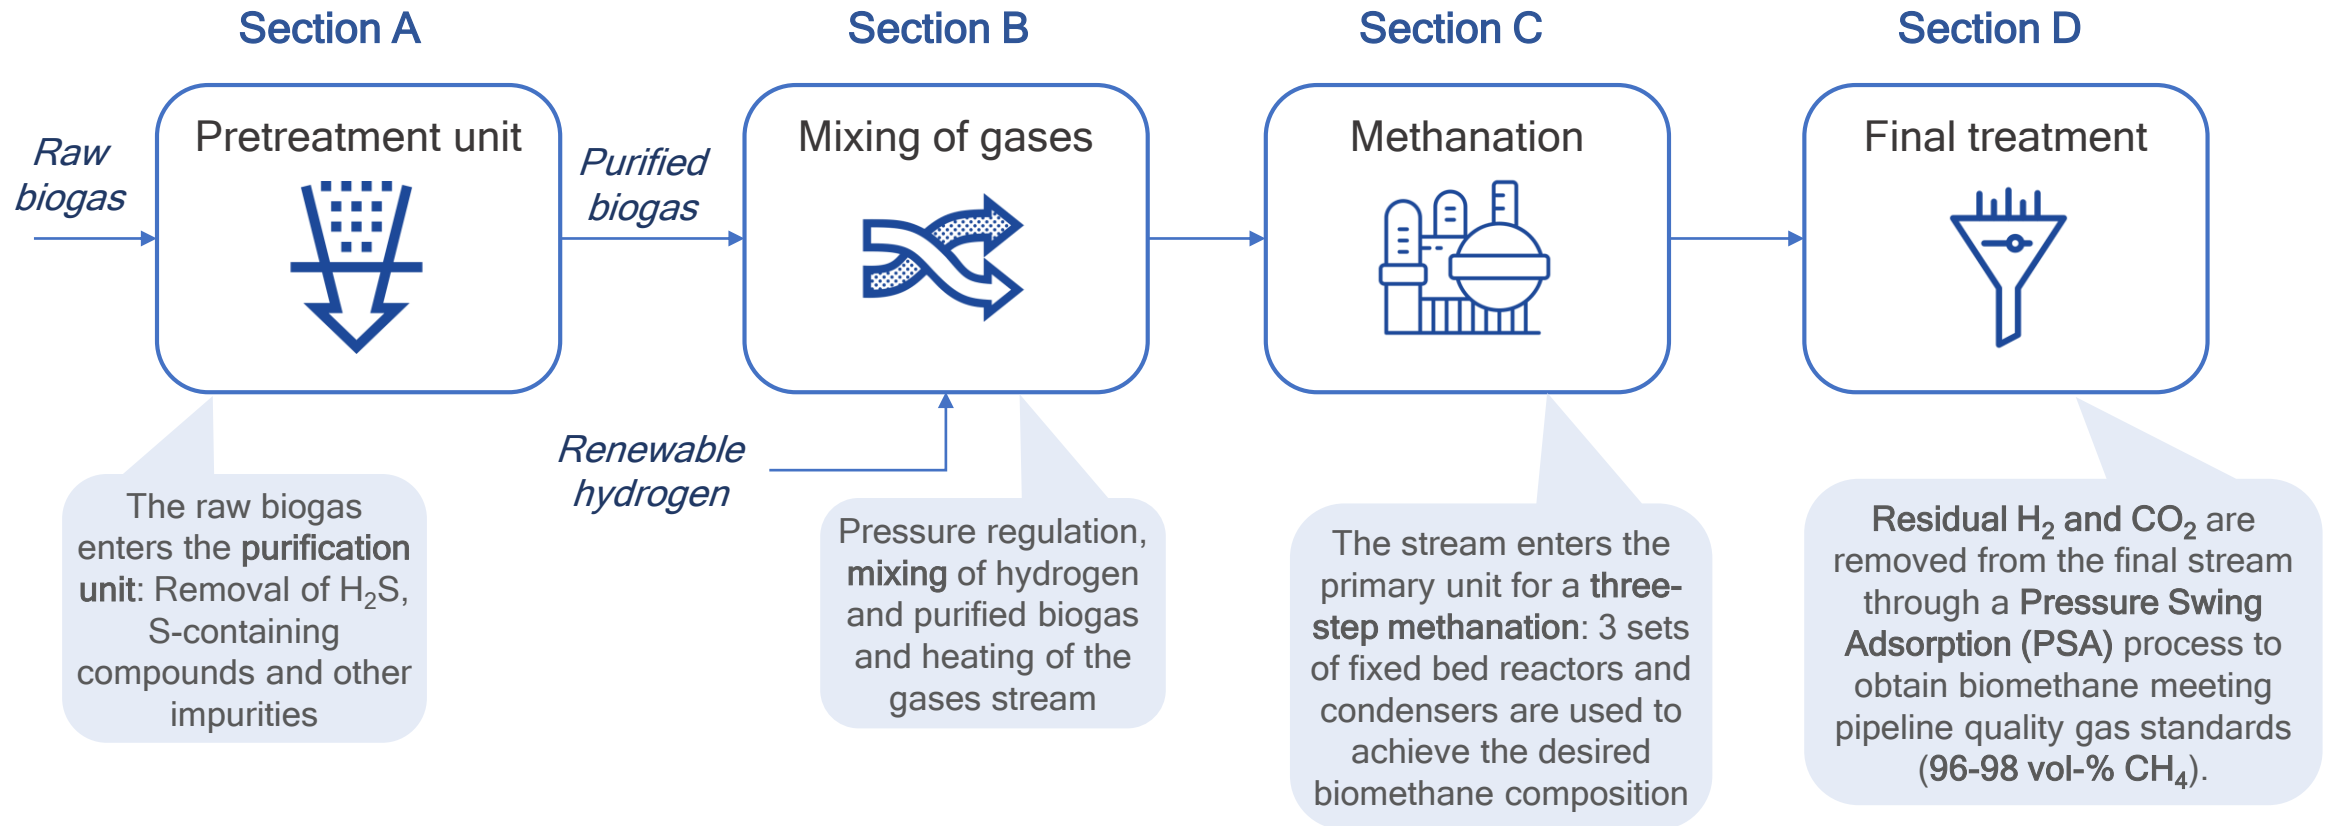 Section A
Section B
Section C
Section D
Raw
biogas
Pretreatment unit
Purified
biogas
Mixing of gases
Methanation
Final treatment
Renewable
hydrogen
The raw biogas
enters the purification
unit: Removal of H₂S,
S-containing
compounds and other
impurities
Pressure regulation,
mixing of hydrogen
and purified biogas
and heating of the
gases stream
The stream enters the
primary unit for a three-
step methanation: 3 sets
of fixed bed reactors and
condensers are used to
achieve the desired
biomethane composition
Residual H₂ and CO₂ are
removed from the final stream
through a Pressure Swing
Adsorption (PSA) process to
obtain biomethane meeting
pipeline quality gas standards
(96-98 vol-% CH₄).